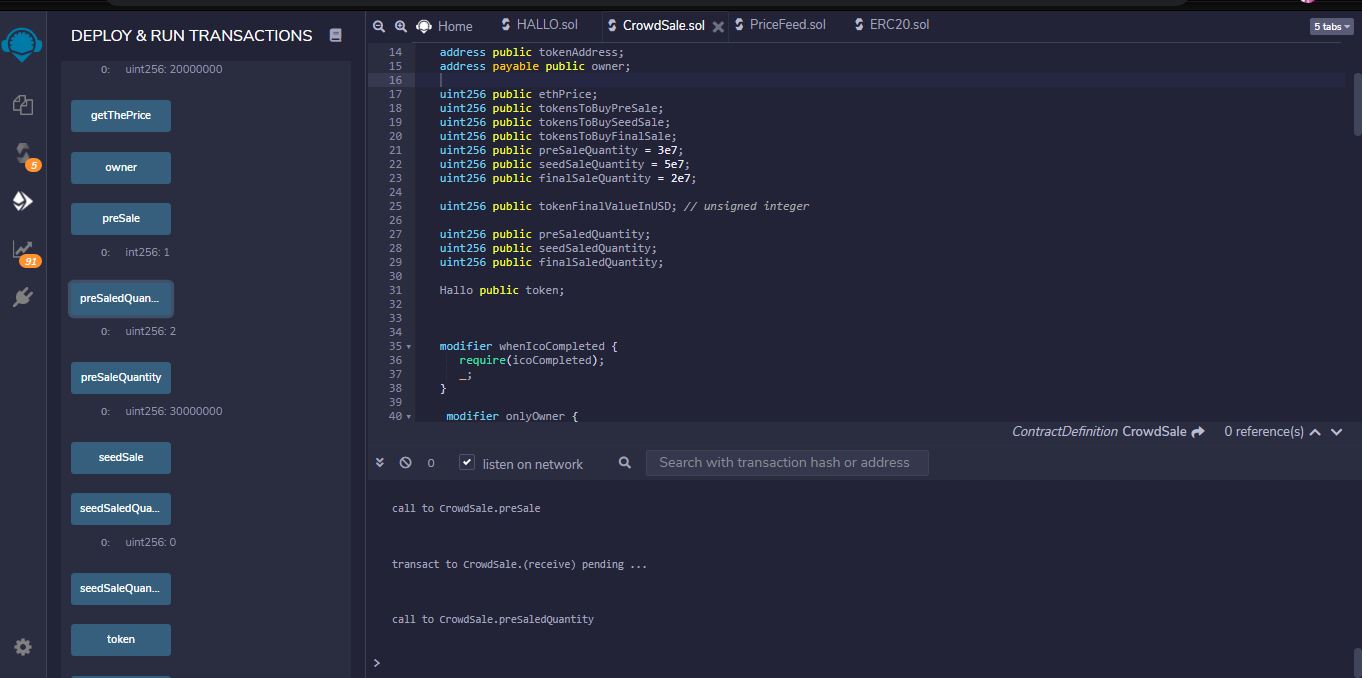 DEPLOY & RUN TRANSACTIONS
0: uint256: 20000000
getThePrice
owner
preSale
0: int256: 1
preSaledQuan...
0: uint256: 2
preSaleQuantity
0: uint256: 30000000
seedSale
seedSaledQua...
0: uint256: 0
seedSaleQuan...
token
5
91
Home
HALLO.sol
CrowdSale.sol
PriceFeed.sol
ERC20.sol
5 tabs
14 address public tokenAddress;
15 address payable public owner;
16
17 uint256 public ethPrice;
18 uint256 public tokensToBuyPreSale;
19 uint256 public tokensToBuySeedSale;
20 uint256 public tokensToBuyFinalSale;
21 uint256 public preSaleQuantity = 3e7;
22 uint256 public seedSaleQuantity = 5e7;
23 uint256 public finalSaleQuantity = 2e7;
24
25 uint256 public tokenFinalValueInUSD; // unsigned integer
26
27 uint256 public preSaledQuantity;
28 uint256 public seedSaledQuantity;
29 uint256 public finalSaledQuantity;
30
31 Hallo public token;
32
33
34
35 modifier whenIcoCompleted {
36 require(icoCompleted);
37 _;
38 }
39
40 modifier onlyOwner {
ContractDefinition CrowdSale 0 reference(s)
0 listen on network Search with transaction hash or address
call to CrowdSale.preSale
transact to CrowdSale.(receive) pending ...
call to CrowdSale.preSaledQuantity
>